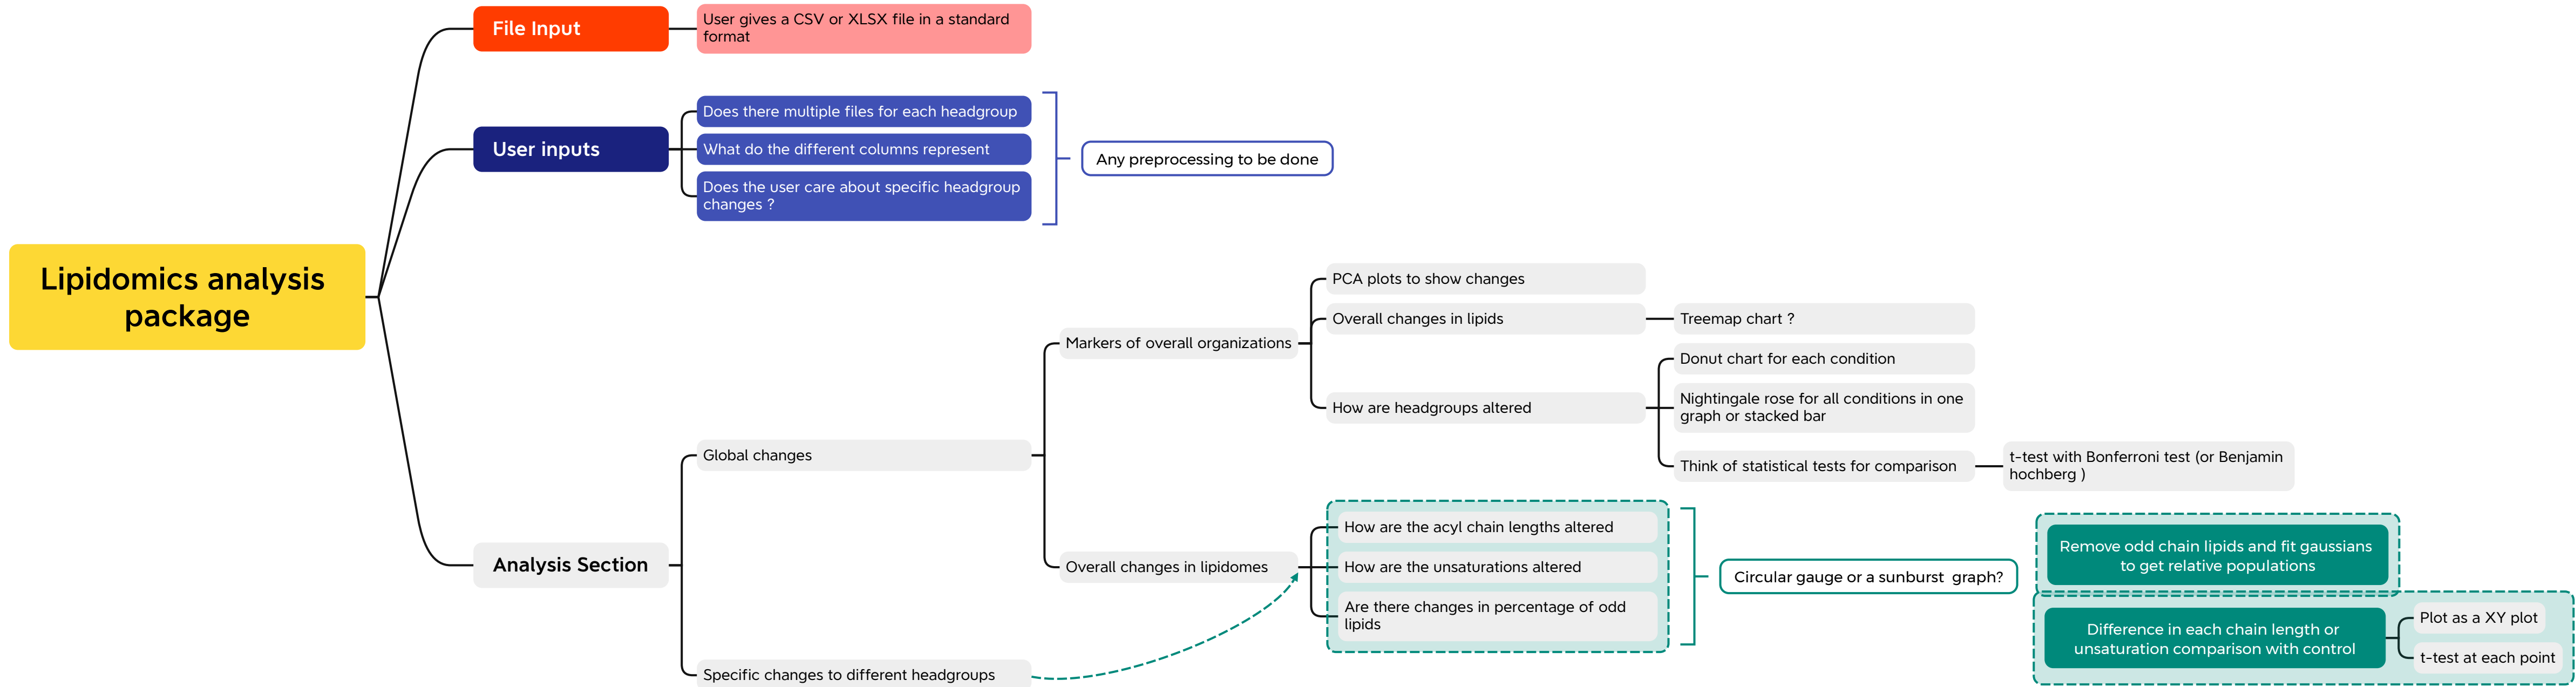 File Input
User gives a CSV or XLSX file in a standard
format
User inputs
Does there multiple files for each headgroup
What do the different columns represent
Does the user care about specific headgroup
changes ?
Any preprocessing to be done
Lipidomics analysis
package
Analysis Section
Global changes
Markers of overall organizations
PCA plots to show changes
Overall changes in lipids
Treemap chart ?
How are headgroups altered
Donut chart for each condition
Nightingale rose for all conditions in one
graph or stacked bar
Think of statistical tests for comparison
t-test with Bonferroni test (or Benjamin
hochberg )
Overall changes in lipidomes
How are the acyl chain lengths altered
How are the unsaturations altered
Are there changes in percentage of odd
lipids
Circular gauge or a sunburst  graph?
Remove odd chain lipids and fit gaussians
to get relative populations
Difference in each chain length or
unsaturation comparison with control
Plot as a XY plot
t-test at each point
Specific changes to different headgroups